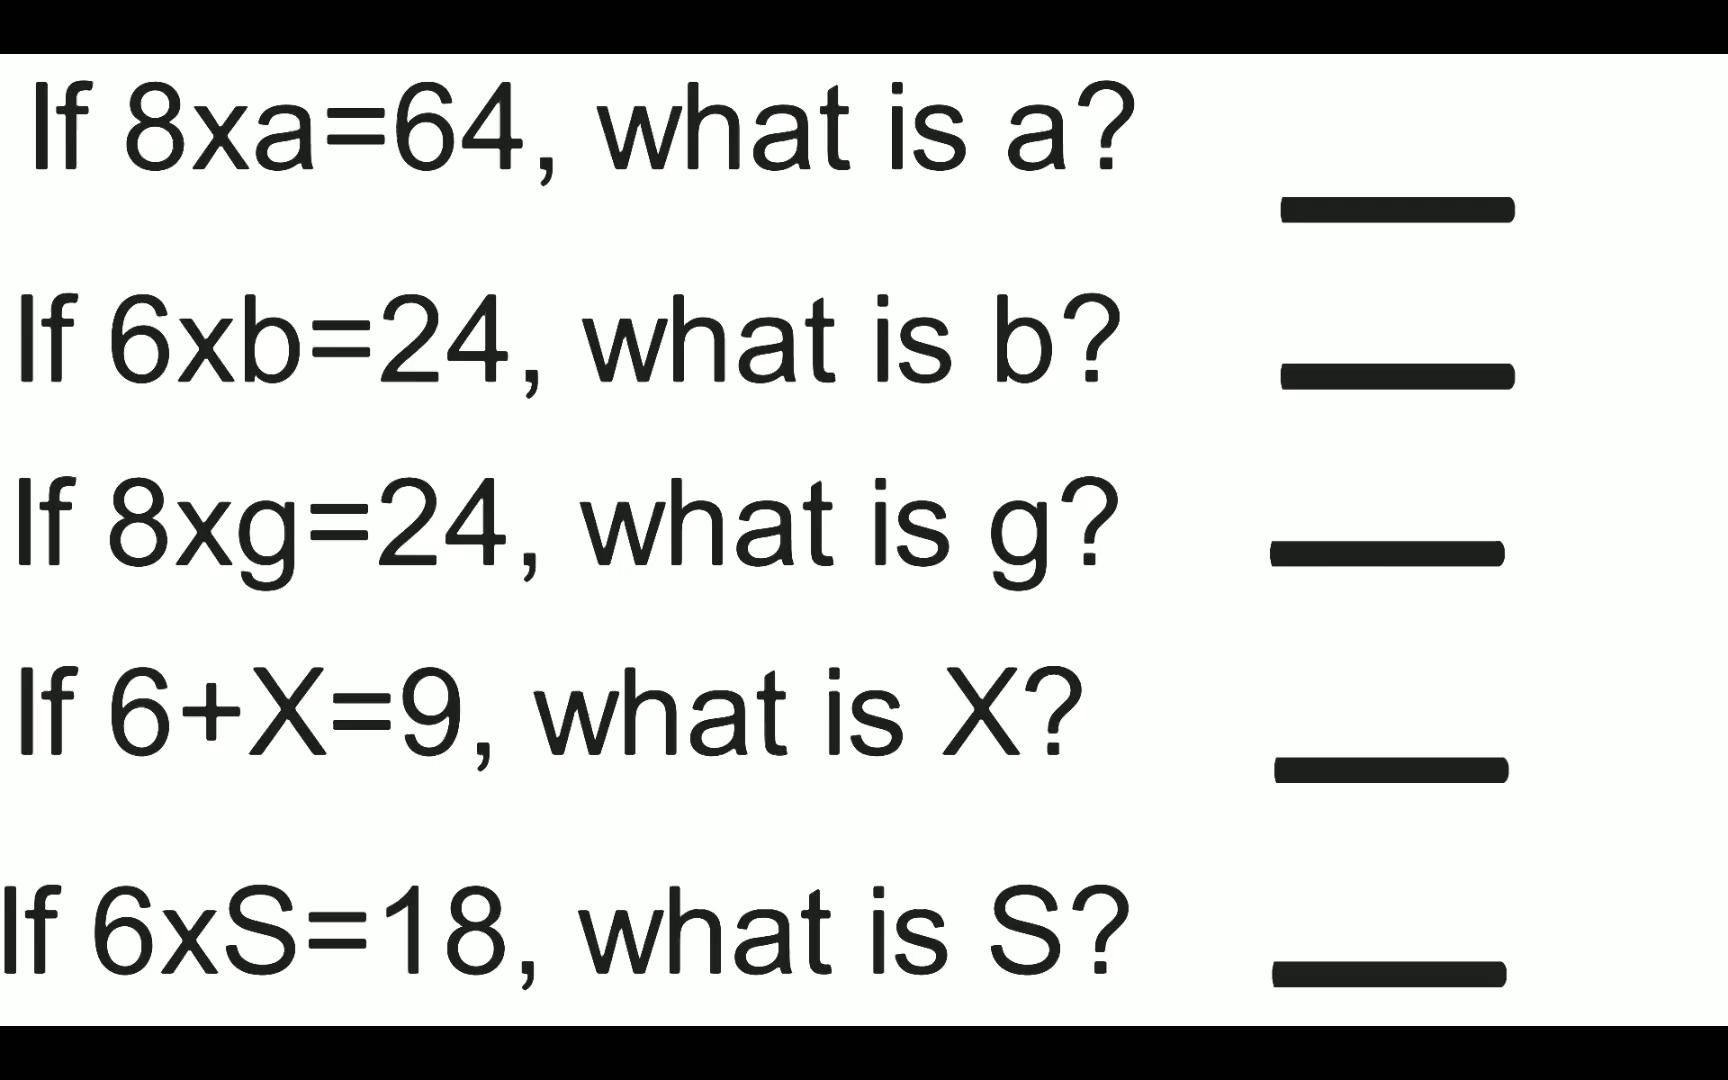 If 8xa=64, what is a?
If 6xb=24, what is b?
If 8xg=24, what is g?
If 6+X=9, what is X?
If 6xS=18, what is S?